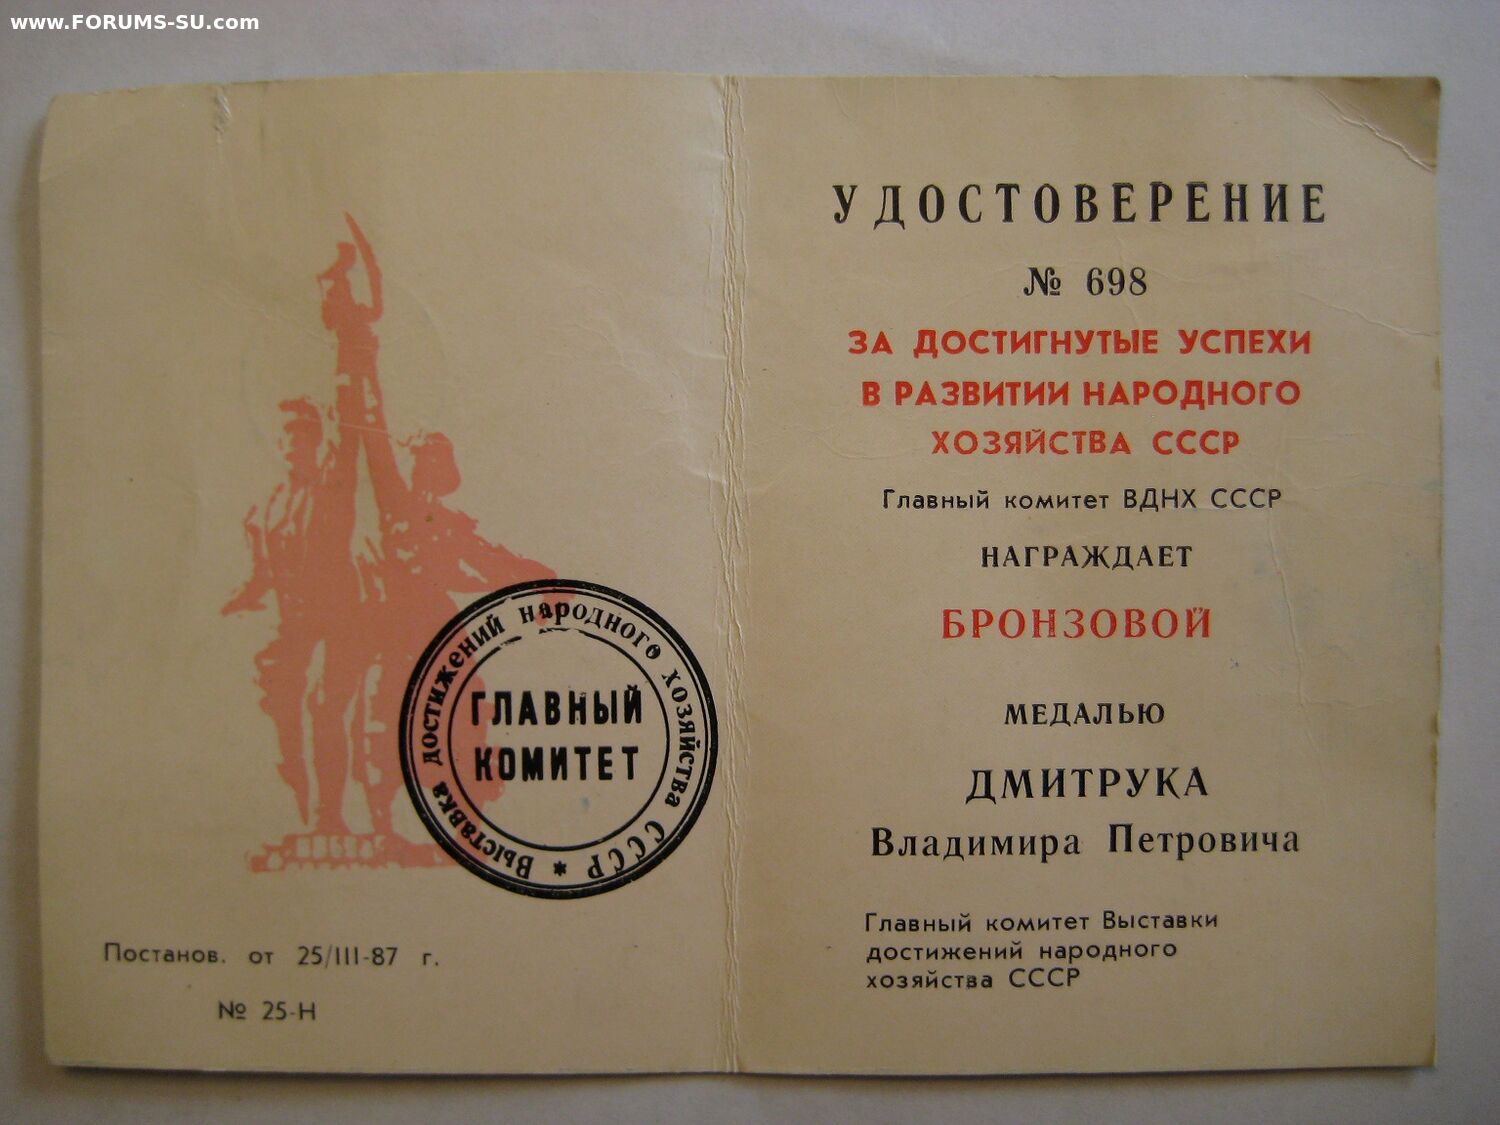 www.FORUMS-SU.com
Выставка достижений народного хозяйства СССР *
ГЛАВНЫЙ
КОМИТЕТ
Постанов. от 25/III-87 г.
№ 25-Н
УДОСТОВЕРЕНИЕ
№ 698
ЗА ДОСТИГНУТЫЕ УСПЕХИ
В РАЗВИТИИ НАРОДНОГО
ХОЗЯЙСТВА СССР
Главный комитет ВДНХ СССР
НАГРАЖДАЕТ
БРОНЗОВОЙ
МЕДАЛЬЮ
ДМИТРУКА
Владимира Петровича
Главный комитет Выставки
достижений народного
хозяйства СССР